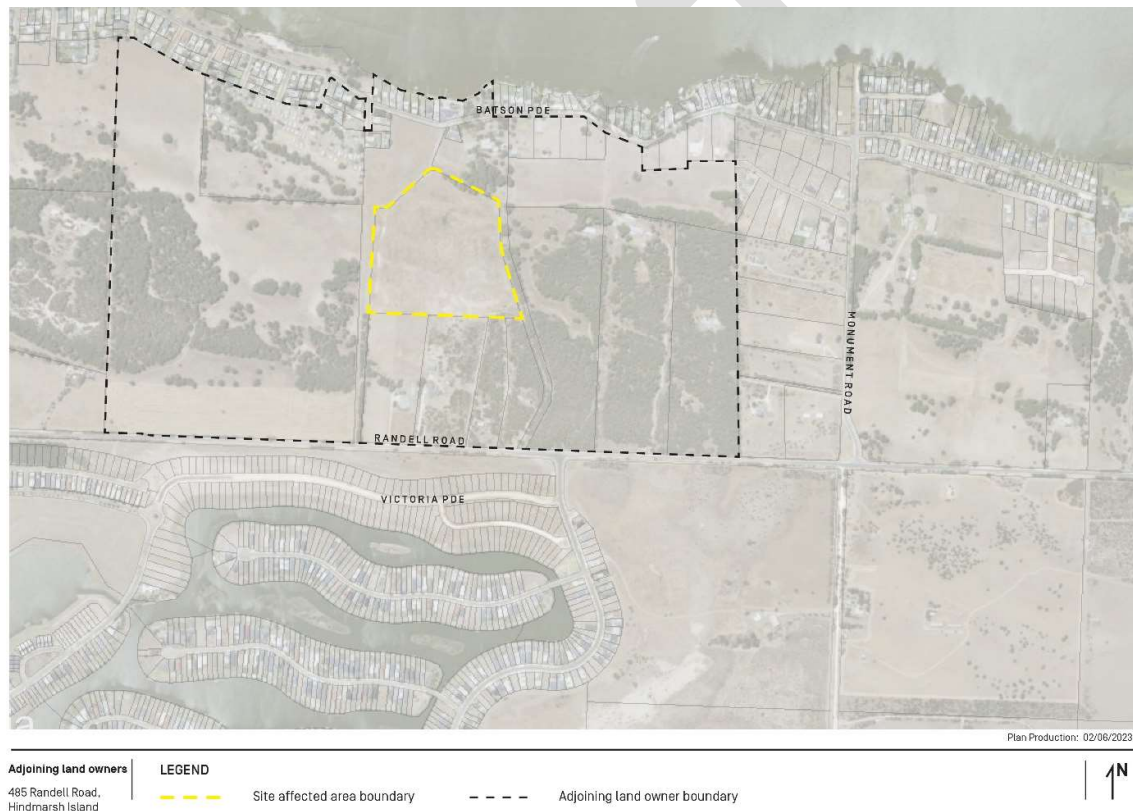 BATSON PDE
MONUMENT ROAD
RANDELL ROAD
VICTORIA PDE
Plan Production: 02/06/2023
Adjoining land owners
485 Randell Road,
Hindmarsh Island
LEGEND
Site affected area boundary
Adjoining land owner boundary
N